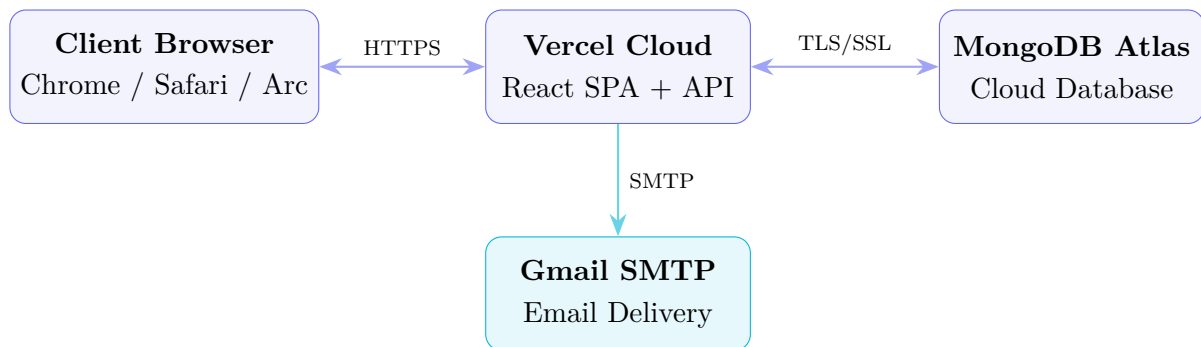 Client Browser
Chrome / Safari / Arc
HTTPS
Vercel Cloud
React SPA + API
TLS/SSL
MongoDB Atlas
Cloud Database
SMTP
Gmail SMTP
Email Delivery